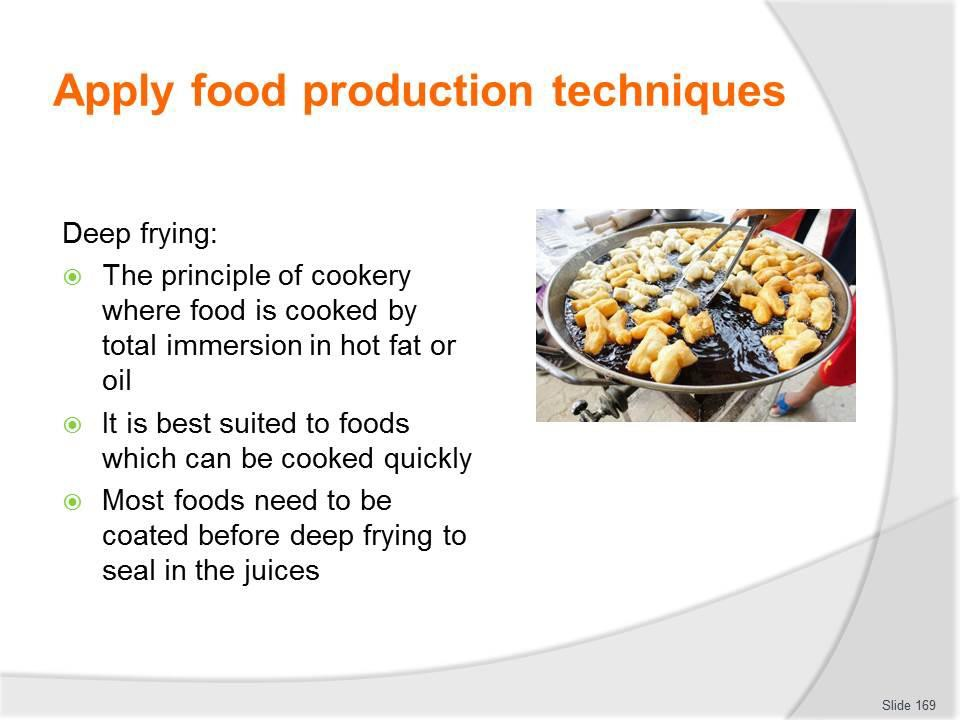 Apply food production techniques
Deep frying:
The principle of cookery
where food is cooked by
total immersion in hot fat or
oil
It is best suited to foods
which can be cooked quickly
Most foods need to be
coated before deep frying to
seal in the juices
Slide 169